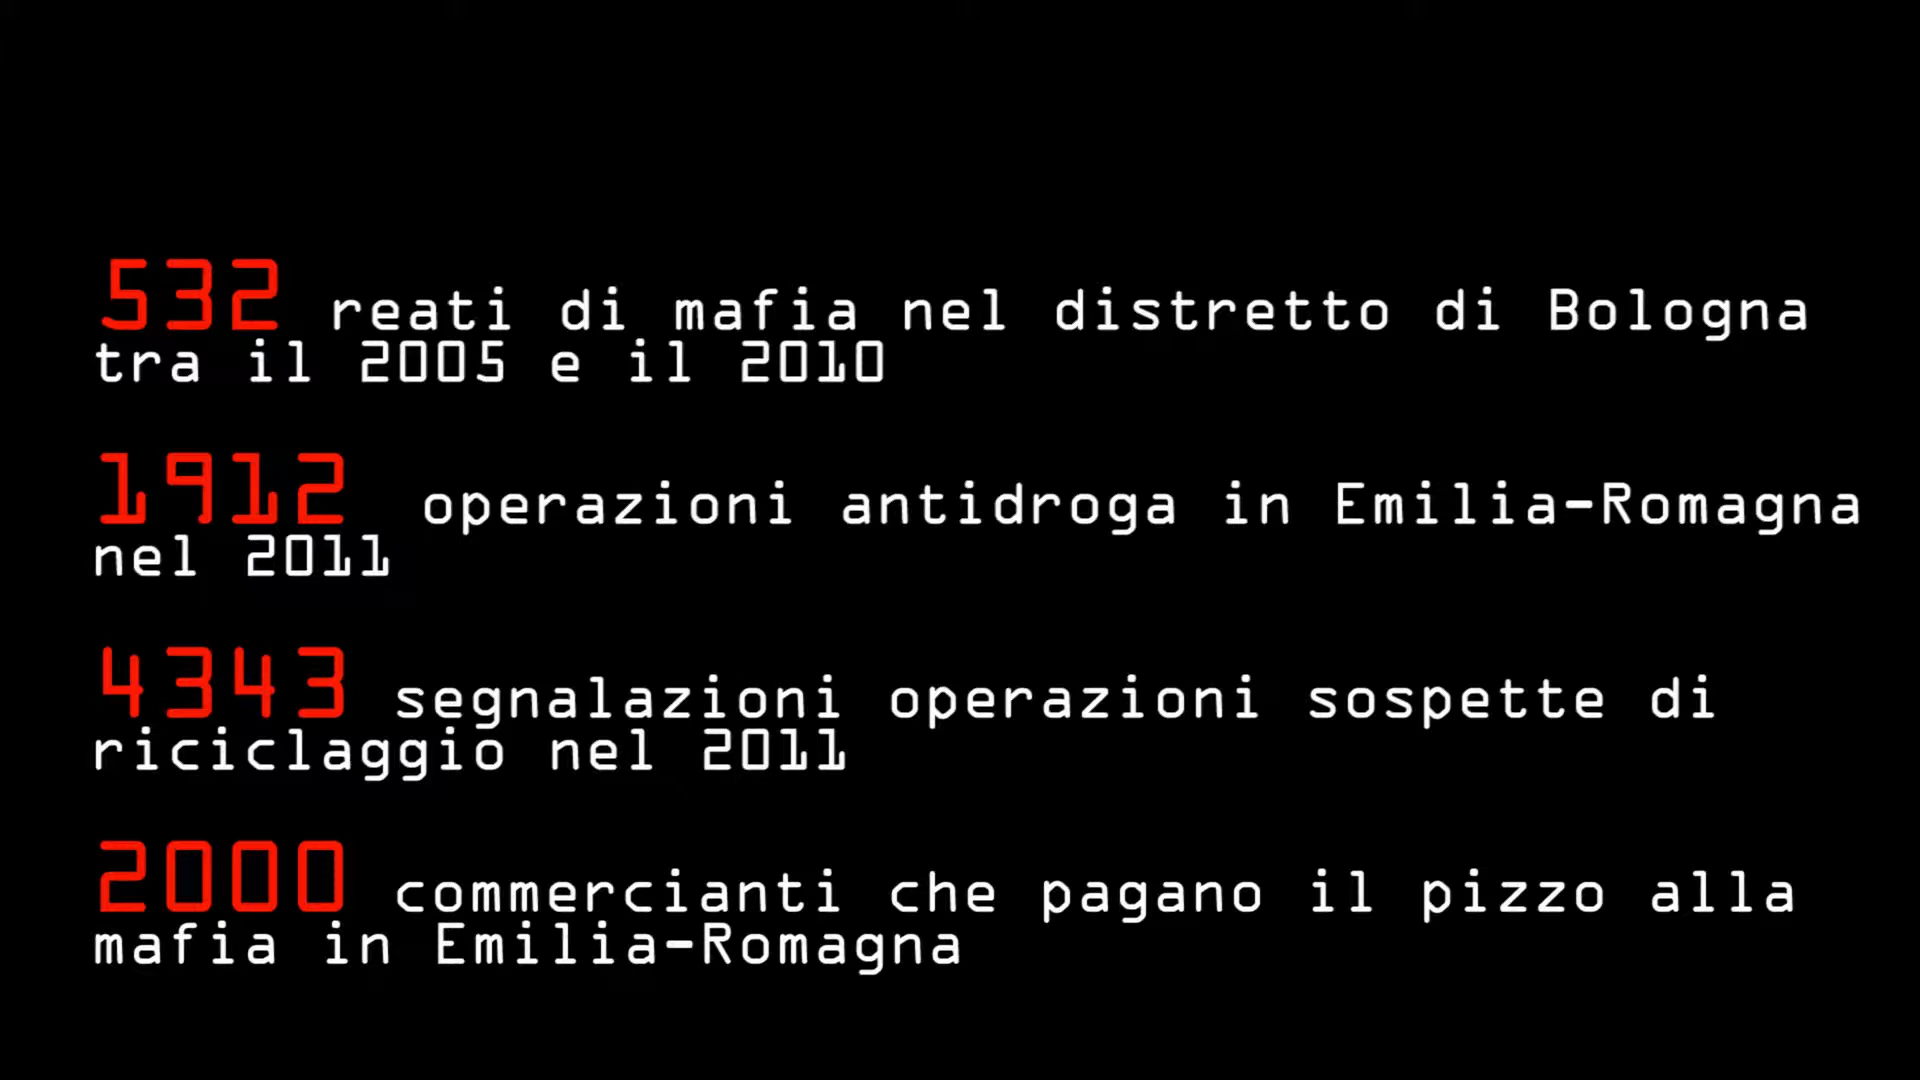 532 reati di mafia nel distretto di Bologna
tra il 2005 e il 2010
1912 operazioni antidroga in Emilia-Romagna
nel 2011
4343 segnalazioni operazioni sospette di
riciclaggio nel 2011
2000 commercianti che pagano il pizzo alla
mafia in Emilia-Romagna